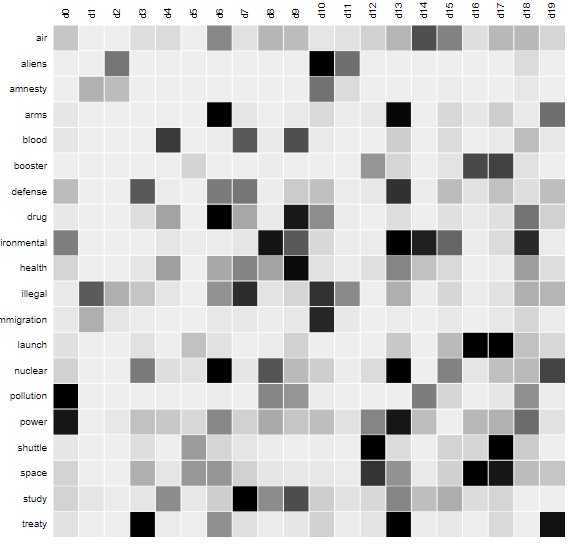 d0 d1 d2 d3 d4 d5 d6 d7 d8 d9 d10 d11 d12 d13 d14 d15 d16 d17 d18 d19
air
aliens
amnesty
arms
blood
booster
defense
drug
ironmental
health
illegal
mmigration
launch
nuclear
pollution
power
shuttle
space
study
treaty